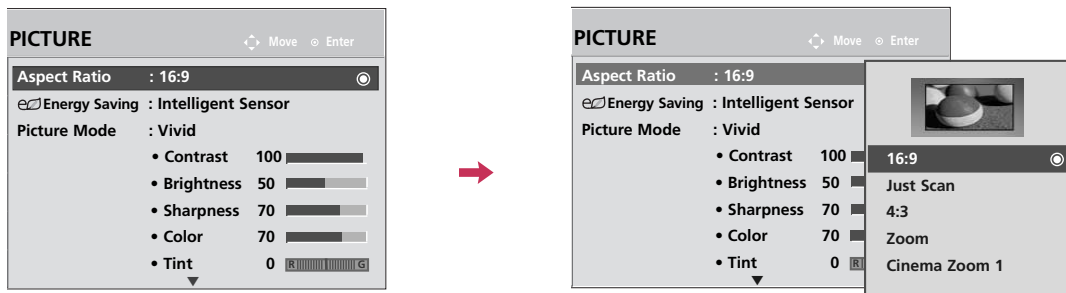 PICTURE
Move Enter
Aspect Ratio : 16:9
Energy Saving : Intelligent Sensor
Picture Mode : Vivid
• Contrast 100
• Brightness 50
• Sharpness 70
• Color 70
• Tint 0 R G
PICTURE
Move Enter
Aspect Ratio : 16:9
Energy Saving : Intelligent Sensor
Picture Mode : Vivid
• Contrast 100
• Brightness 50
• Sharpness 70
• Color 70
• Tint 0 R
16:9
Just Scan
4:3
Zoom
Cinema Zoom 1